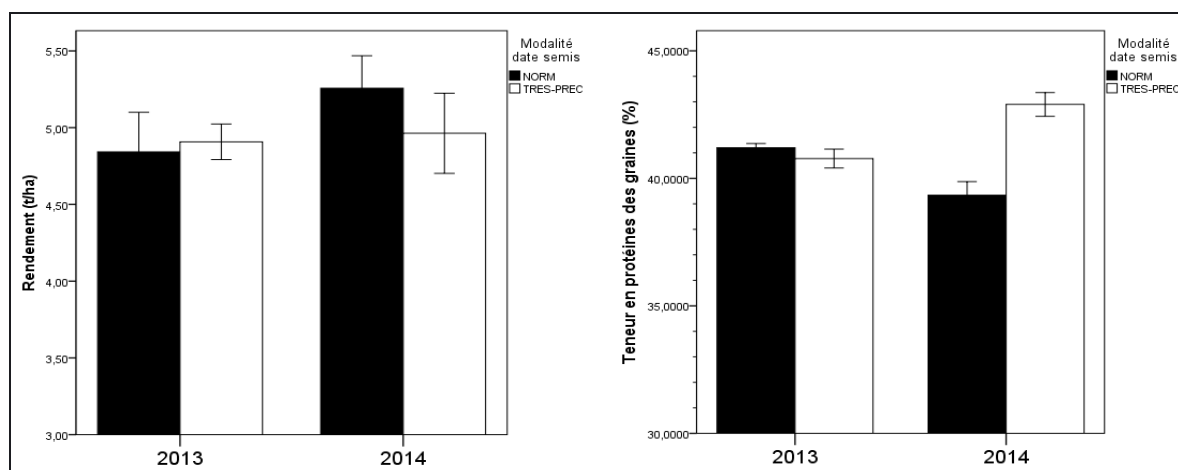 Modalité
date semis
NORM
TRES-PREC
5,50
5,00
4,50
4,00
3,50
3,00
Rendement (t/ha)
2013
2014
Modalité
date semis
NORM
TRES-PREC
45,0000
40,0000
35,0000
30,0000
Teneur en protéines des graines (%)
2013
2014